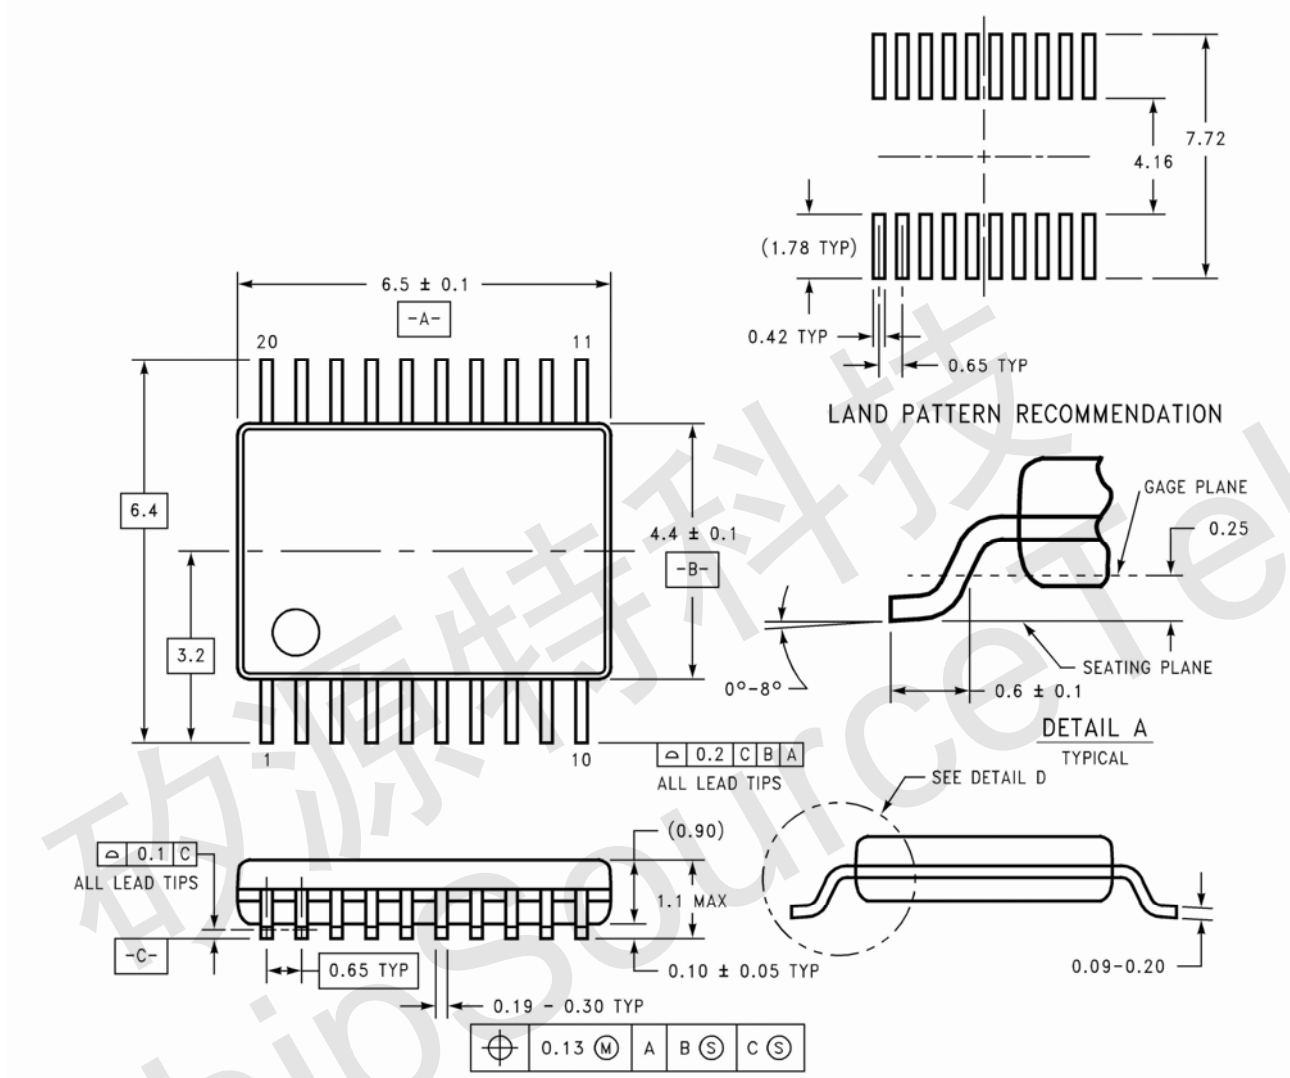 7.72
4.16
(1.78 TYP)
0.42 TYP
0.65 TYP
LAND PATTERN RECOMMENDATION
6.5 ± 0.1
-A-
20
11
6.4
3.2
4.4 ± 0.1
-B-
1
10
⌓ 0.2 C B A
ALL LEAD TIPS
GAGE PLANE
0.25
SEATING PLANE
0°-8°
0.6 ± 0.1
DETAIL A
TYPICAL
SEE DETAIL D
⌓ 0.1 C
ALL LEAD TIPS
-C-
(0.90)
1.1 MAX
0.65 TYP
0.10 ± 0.05 TYP
0.19 - 0.30 TYP
0.09-0.20
⌖ 0.13 Ⓜ A B Ⓢ C Ⓢ
矽源特科技
ChipSourceTek